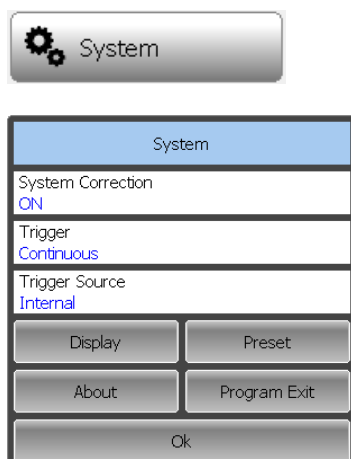 System
System
System Correction
ON
Trigger
Continuous
Trigger Source
Internal
Display Preset
About Program Exit
Ok